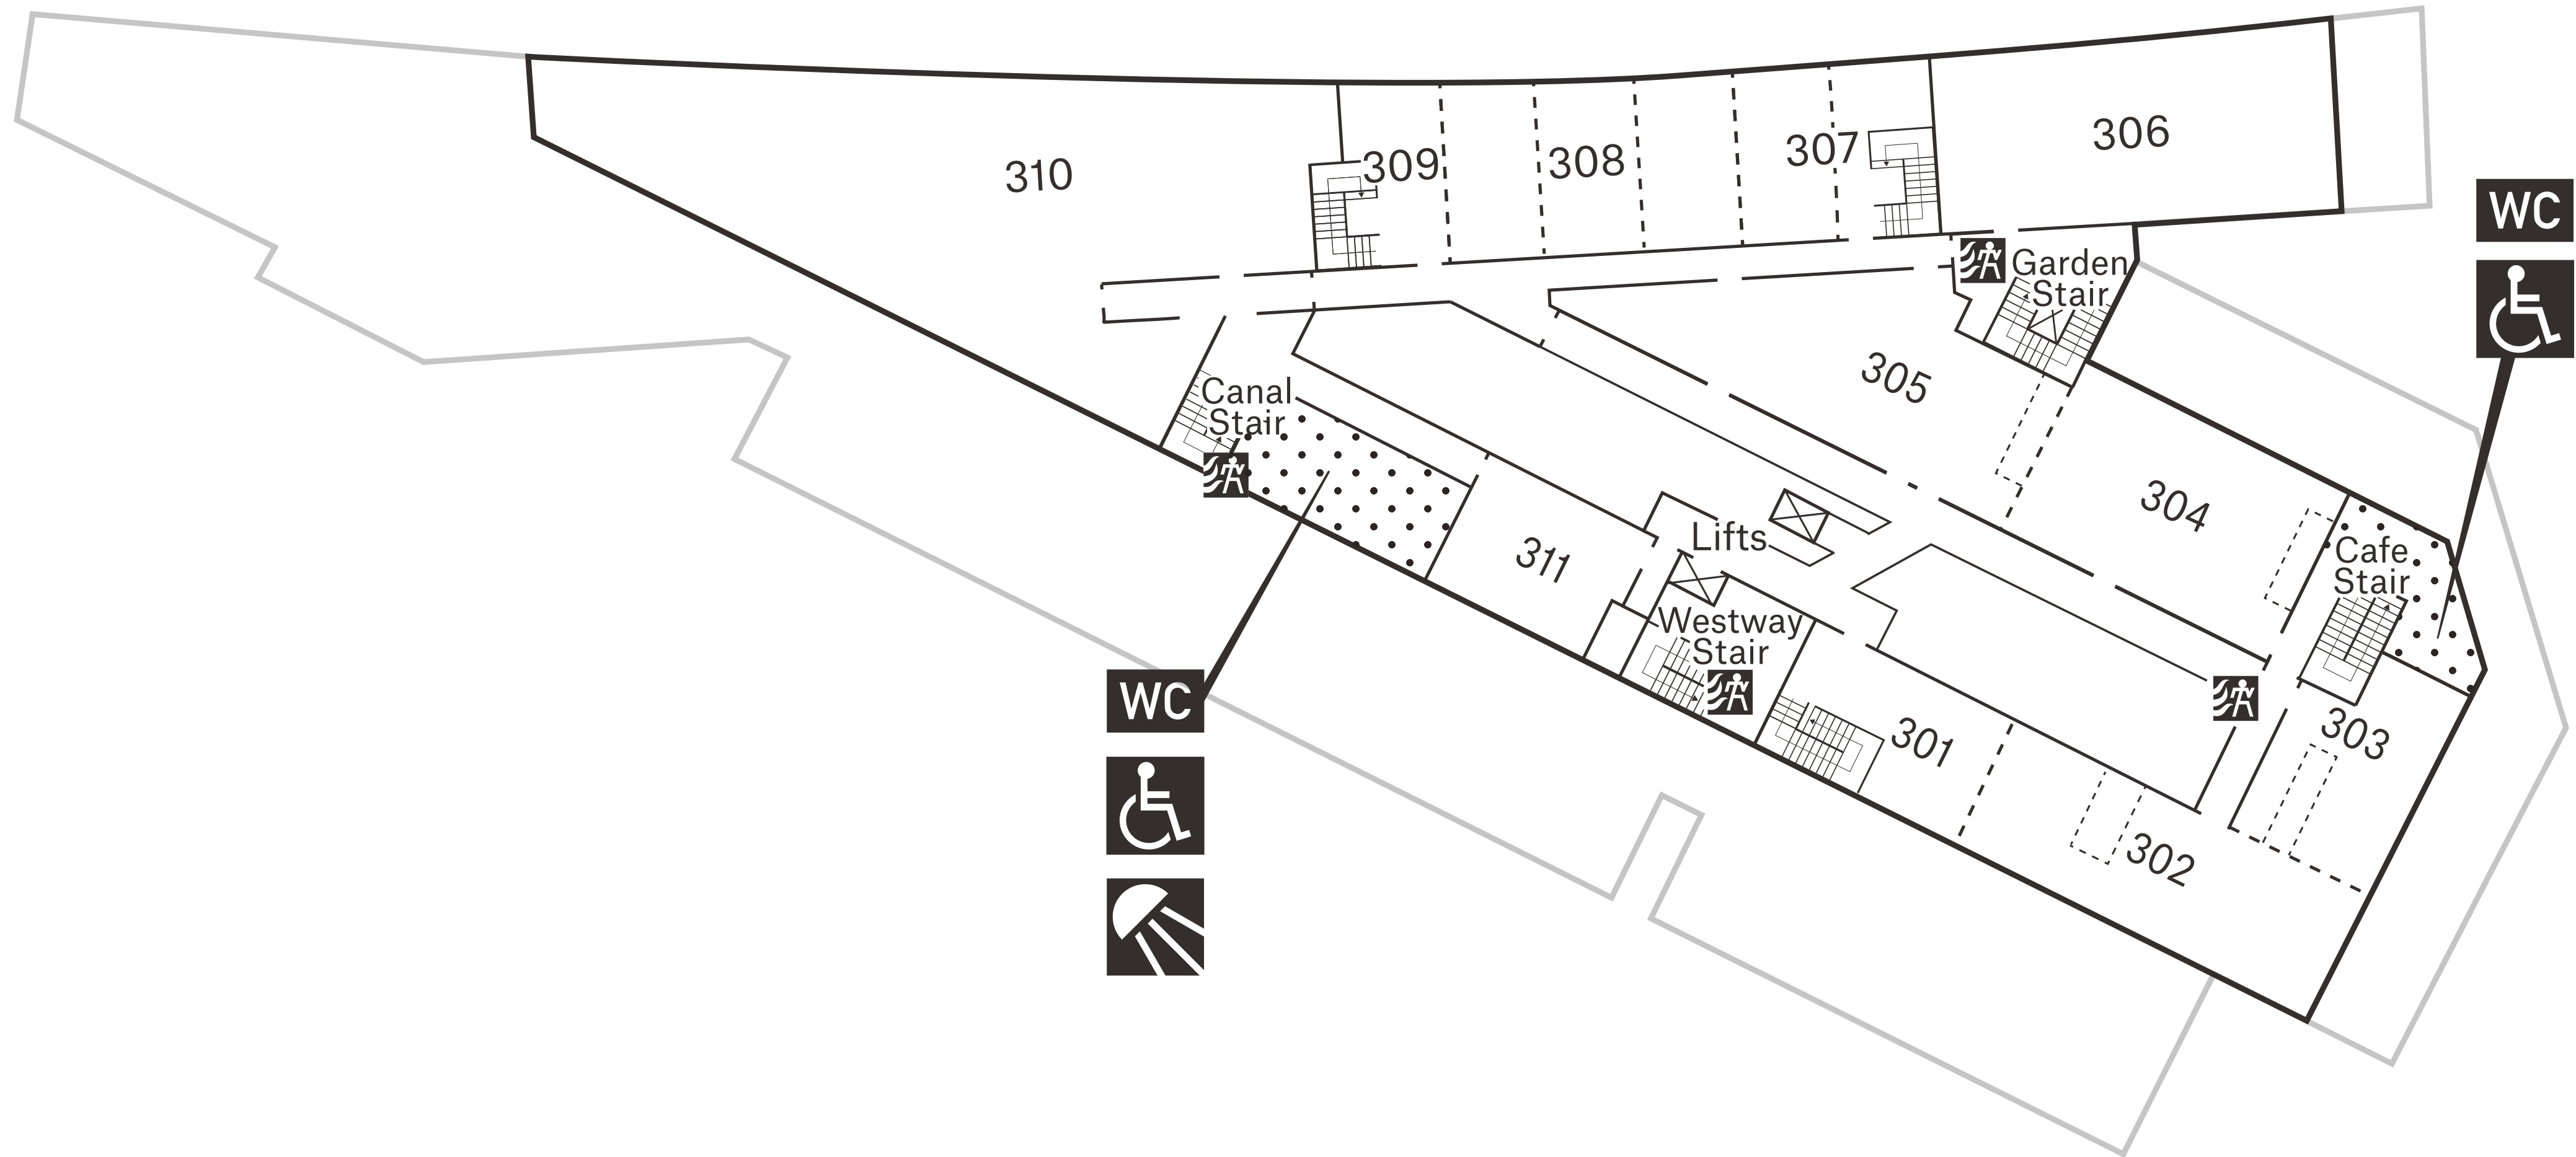 310
309
308
307
306
WC
Garden
Stair
305
Canal
Stair
304
311
Lifts
Cafe
Stair
Westway
Stair
WC
301
303
302